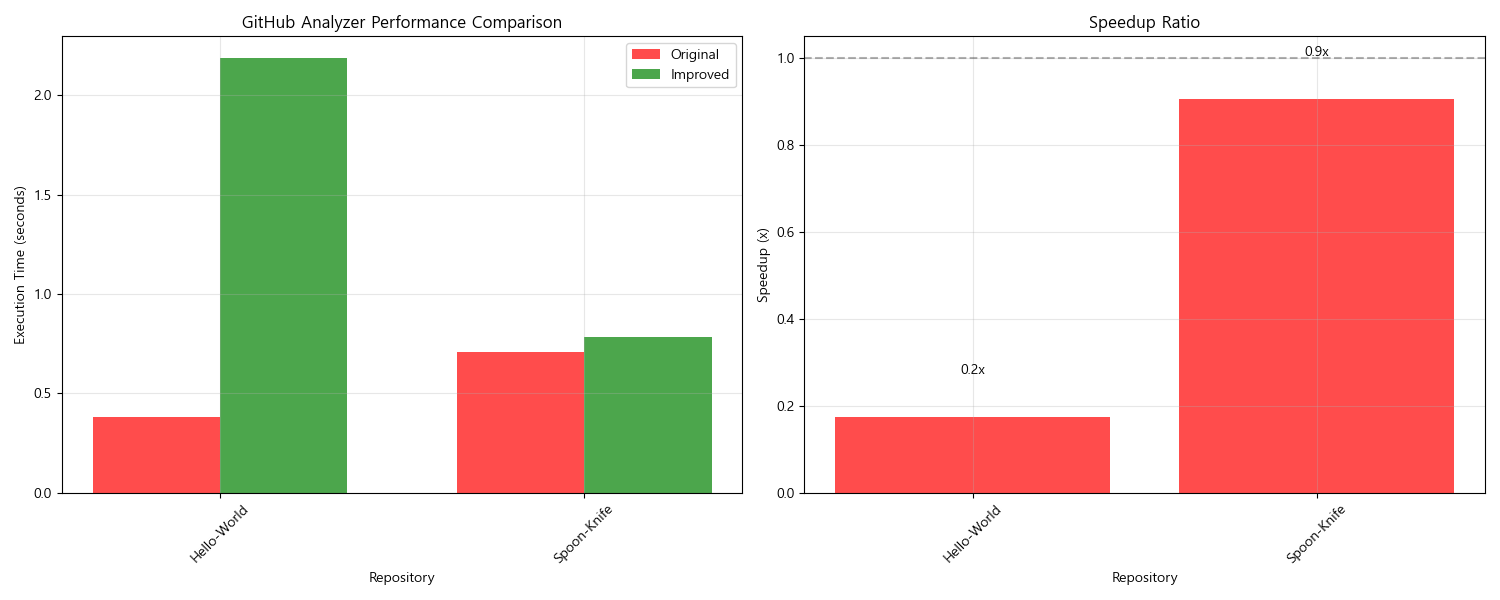 GitHub Analyzer Performance Comparison
Original
Improved
2.0
1.5
1.0
0.5
0.0
Execution Time (seconds)
Hello-World
Spoon-Knife
Repository
Speedup Ratio
0.9x
0.2x
1.0
0.8
0.6
0.4
0.2
0.0
Speedup (x)
Hello-World
Spoon-Knife
Repository